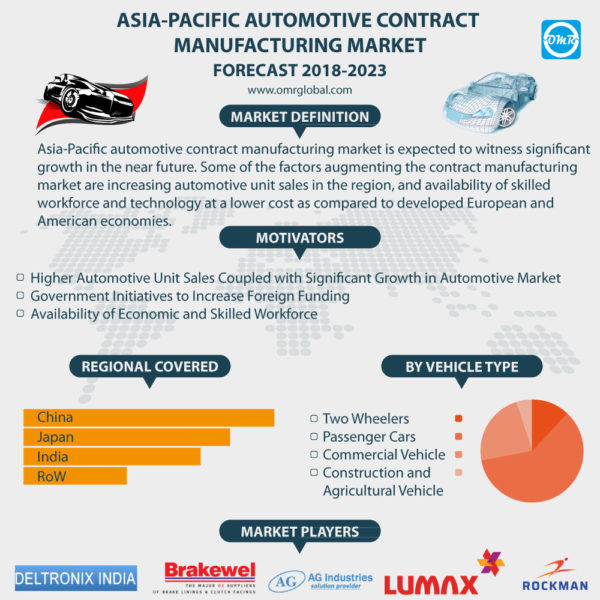 ASIA-PACIFIC AUTOMOTIVE CONTRACT
MANUFACTURING MARKET
FORECAST 2018-2023
www.omrglobal.com
OMR
MARKET DEFINITION
Asia-Pacific automotive contract manufacturing market is expected to witness significant
growth in the near future. Some of the factors augmenting the contract manufacturing
market are increasing automotive unit sales in the region, and availability of skilled
workforce and technology at a lower cost as compared to developed European and
American economies.
MOTIVATORS
Higher Automotive Unit Sales Coupled with Significant Growth in Automotive Market
Government Initiatives to Increase Foreign Funding
Availability of Economic and Skilled Workforce
REGIONAL COVERED
China
Japan
India
RoW
BY VEHICLE TYPE
Two Wheelers
Passenger Cars
Commercial Vehicle
Construction and
Agricultural Vehicle
MARKET PLAYERS
DELTRONIX INDIA
Brakewel
THE MAJOR OE SUPPLIERS
OF BRAKE LININGS & CLUTCH FACINGS
AG
AG Industries
solution provider
LUMAX
ROCKMAN